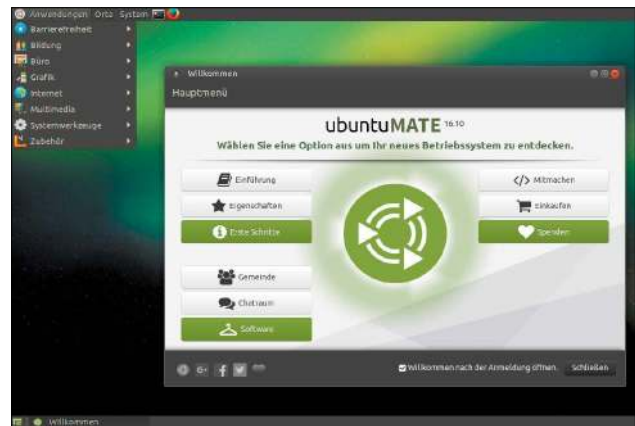 Anwendungen Orte System
Barrierefreiheit
Bildung
Büro
Grafik
Internet
Multimedia
Systemwerkzeuge
Zubehör
Willkommen
Hauptmenü
ubuntuMATE 16.10
Wählen Sie eine Option aus um Ihr neues Betriebssystem zu entdecken.
Einführung
Eigenschaften
Erste Schritte
Gemeinde
Chatraum
Software
</> Mitmachen
Einkaufen
Spenden
G+
Willkommen nach der Anmeldung öffnen.
Schließen
Willkommen